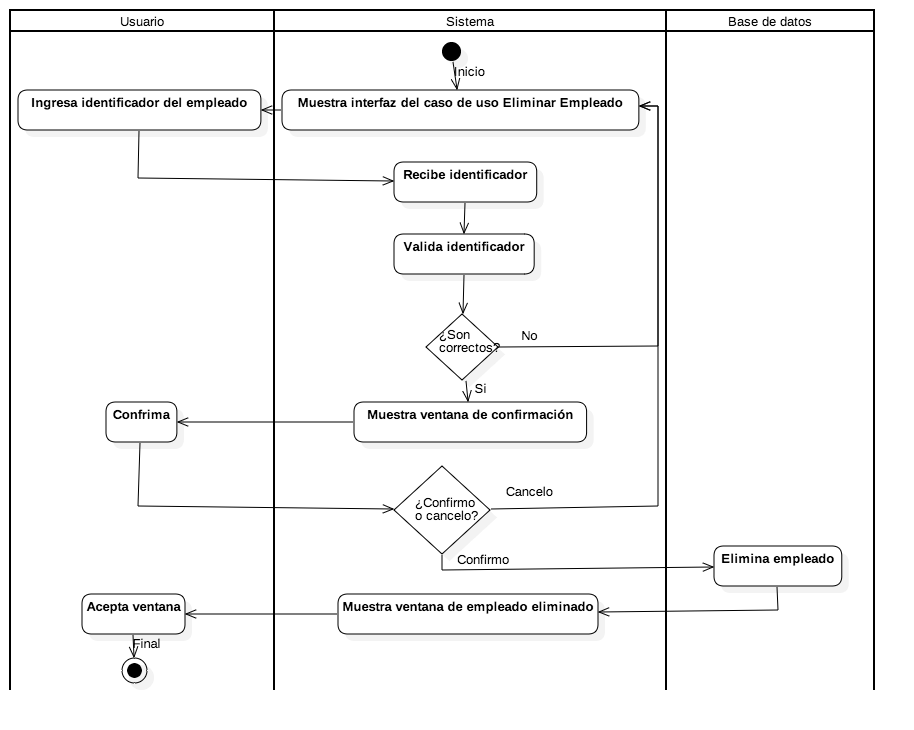 Usuario
Sistema
Base de datos
Inicio
Ingresa identificador del empleado
Muestra interfaz del caso de uso Eliminar Empleado
Recibe identificador
Valida identificador
¿Son
correctos?
No
Si
Confrima
Muestra ventana de confirmación
Cancelo
¿Confirmo
o cancelo?
Confirmo
Elimina empleado
Acepta ventana
Muestra ventana de empleado eliminado
Final